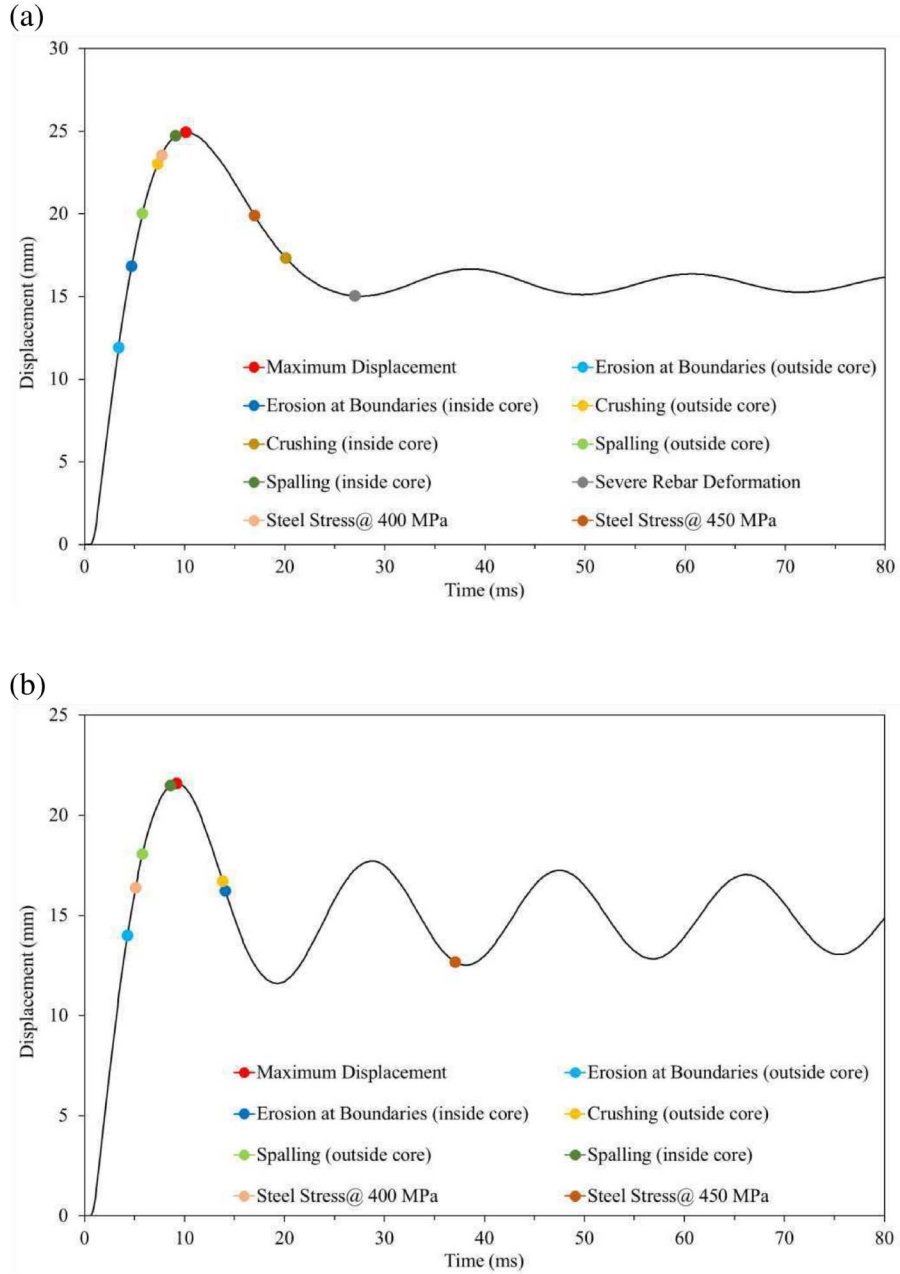 (a)
30
25
20
15
10
5
0
Displacement (mm)
Maximum Displacement
Erosion at Boundaries (outside core)
Erosion at Boundaries (inside core)
Crushing (outside core)
Crushing (inside core)
Spalling (outside core)
Spalling (inside core)
Severe Rebar Deformation
Steel Stress@ 400 MPa
Steel Stress@ 450 MPa
0 10 20 30 40 50 60 70 80
Time (ms)
(b)
25
20
15
10
5
0
Displacement (mm)
Maximum Displacement
Erosion at Boundaries (outside core)
Erosion at Boundaries (inside core)
Crushing (outside core)
Spalling (outside core)
Spalling (inside core)
Steel Stress@ 400 MPa
Steel Stress@ 450 MPa
0 10 20 30 40 50 60 70 80
Time (ms)